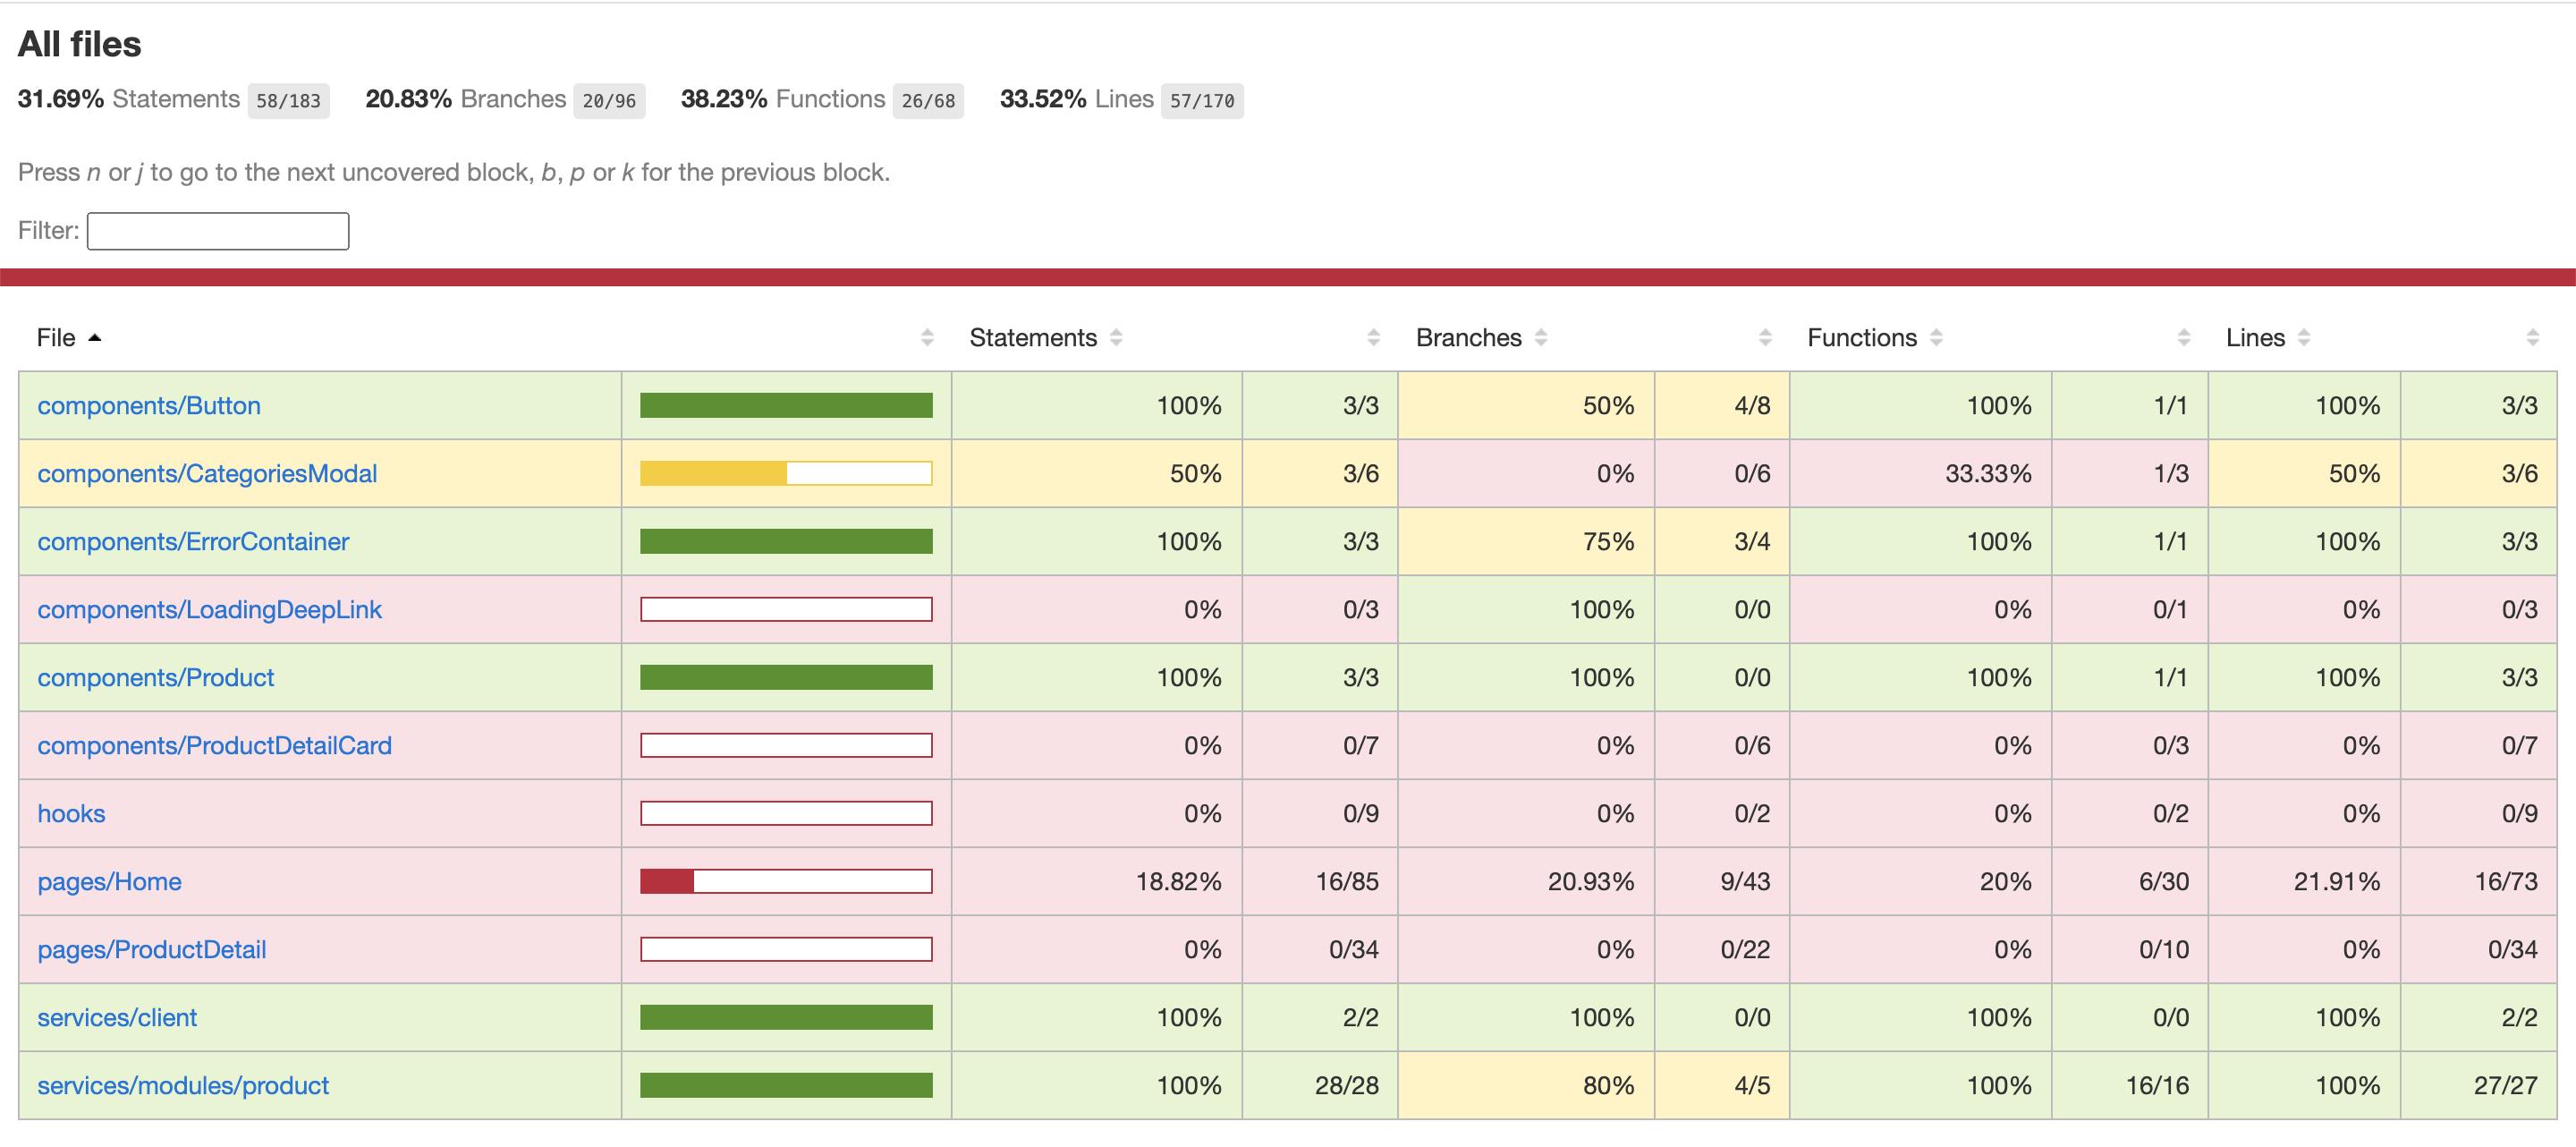 All files
31.69% Statements 58/183 20.83% Branches 20/96 38.23% Functions 26/68 33.52% Lines 57/170
Press n or j to go to the next uncovered block, b, p or k for the previous block.
Filter:
File Statements Branches Functions Lines
components/Button 100% 3/3 50% 4/8 100% 1/1 100% 3/3
components/CategoriesModal 50% 3/6 0% 0/6 33.33% 1/3 50% 3/6
components/ErrorContainer 100% 3/3 75% 3/4 100% 1/1 100% 3/3
components/LoadingDeepLink 0% 0/3 100% 0/0 0% 0/1 0% 0/3
components/Product 100% 3/3 100% 0/0 100% 1/1 100% 3/3
components/ProductDetailCard 0% 0/7 0% 0/6 0% 0/3 0% 0/7
hooks 0% 0/9 0% 0/2 0% 0/2 0% 0/9
pages/Home 18.82% 16/85 20.93% 9/43 20% 6/30 21.91% 16/73
pages/ProductDetail 0% 0/34 0% 0/22 0% 0/10 0% 0/34
services/client 100% 2/2 100% 0/0 100% 0/0 100% 2/2
services/modules/product 100% 28/28 80% 4/5 100% 16/16 100% 27/27